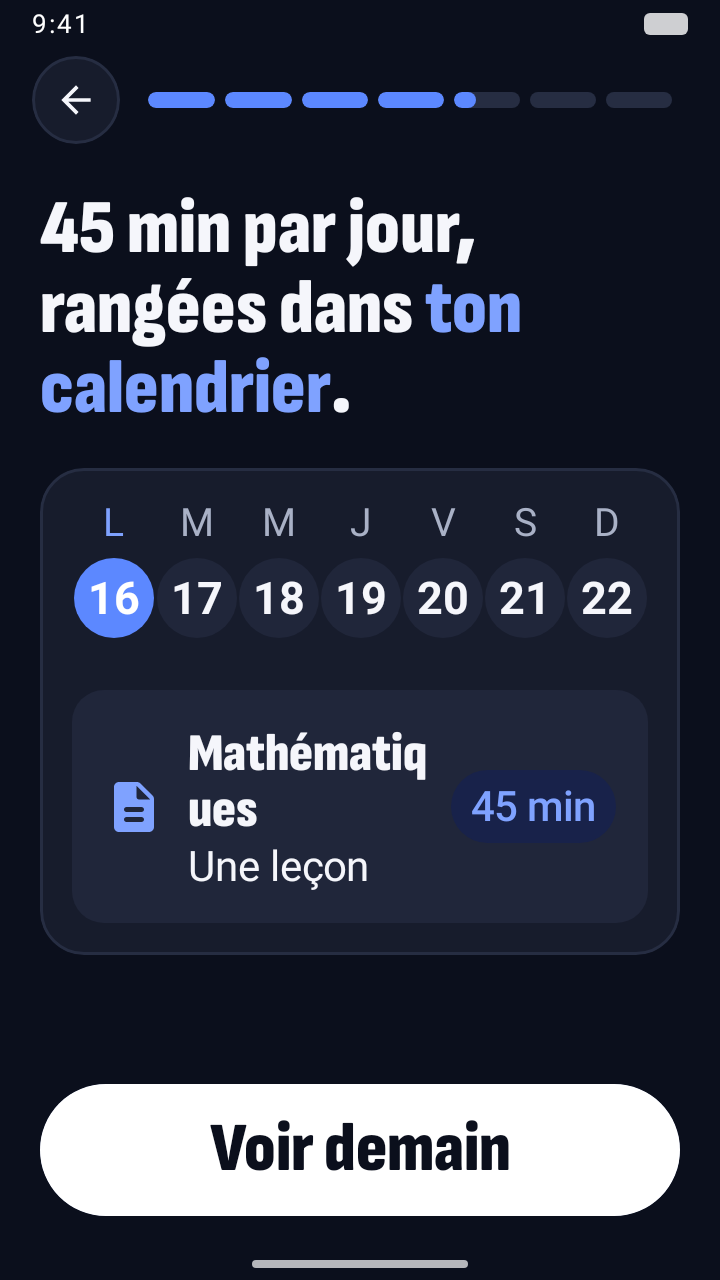 9:41
45 min par jour,
rangées dans ton
calendrier.
L M M J V S D
16 17 18 19 20 21 22
Mathématiq
ues
Une leçon
45 min
Voir demain